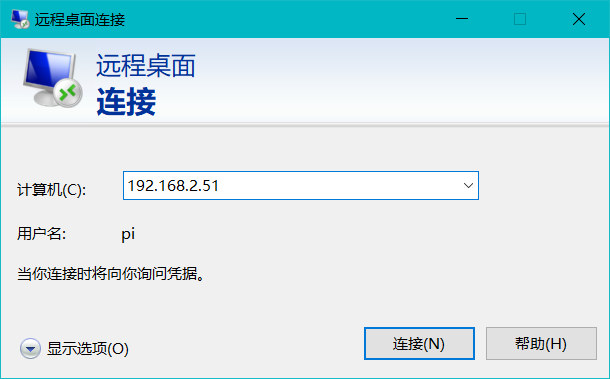 远程桌面连接
远程桌面
连接
计算机(C): 192.168.2.51
用户名: pi
当你连接时将向你询问凭据。
显示选项(O) 连接(N) 帮助(H)